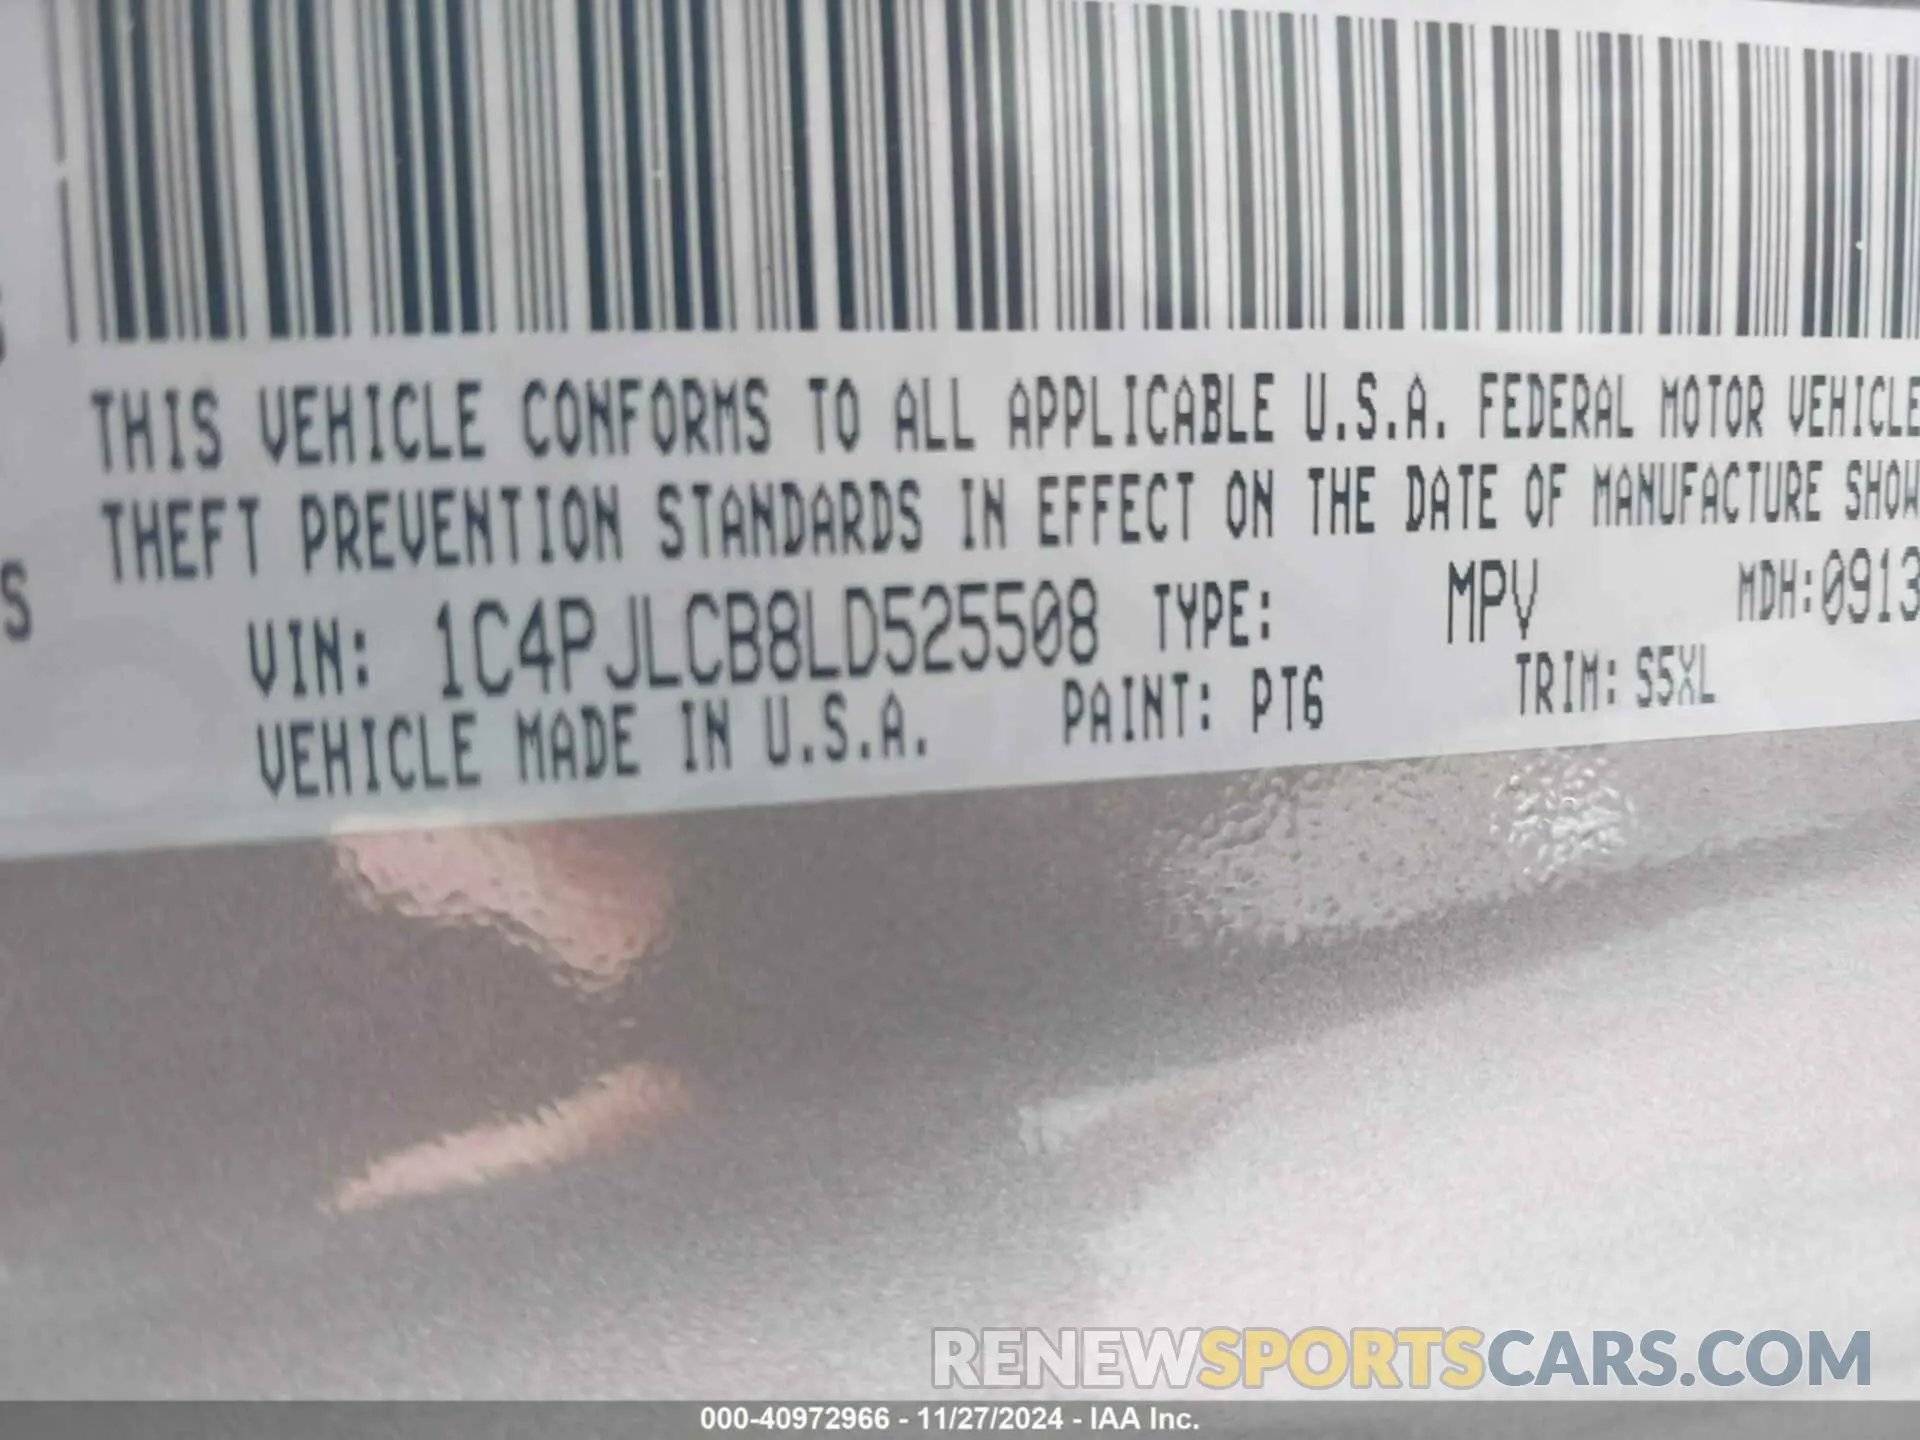 THIS VEHICLE CONFORMS TO ALL APPLICABLE U.S.A. FEDERAL MOTOR VEHICLE
THEFT PREVENTION STANDARDS IN EFFECT ON THE DATE OF MANUFACTURE SHOW
S
VIN: 1C4PJLCB8LD525508 TYPE: MPV MDH:0913
VEHICLE MADE IN U.S.A. PAINT: PT6 TRIM: S5XL
RENEWSPORTSCARS.COM
000-40972966 - 11/27/2024 - IAA Inc.